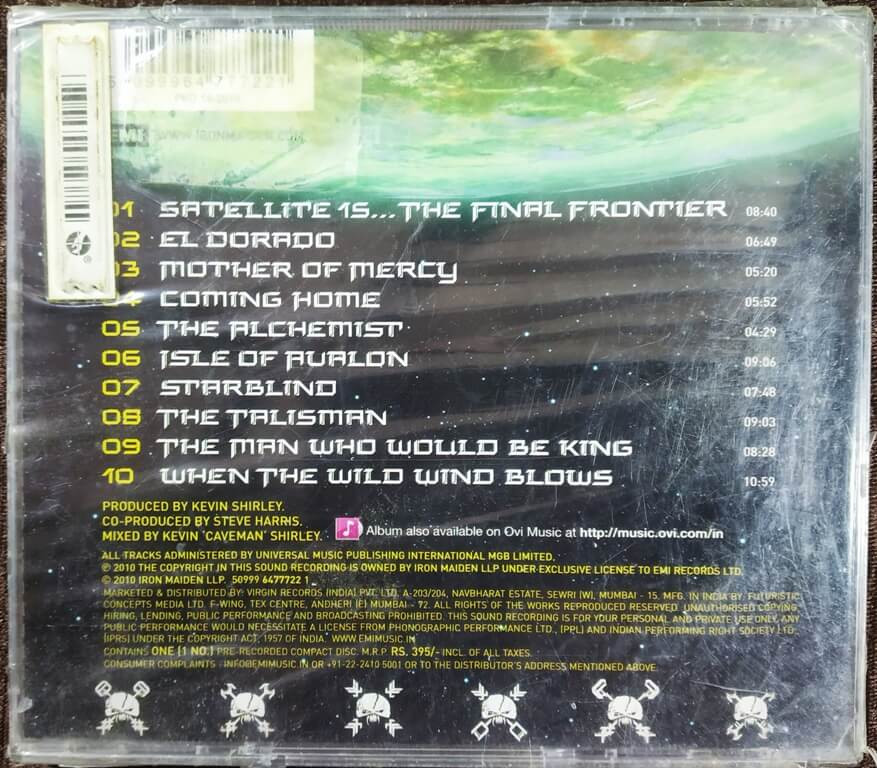 5 099964 777221
EMI WWW.IRONMAIDEN.COM
01 SATELLITE 15...THE FINAL FRONTIER 08:40
02 EL DORADO 06:49
03 MOTHER OF MERCY 05:20
04 COMING HOME 05:52
05 THE ALCHEMIST 04:29
06 ISLE OF AVALON 09:06
07 STARBLIND 07:48
08 THE TALISMAN 09:03
09 THE MAN WHO WOULD BE KING 08:28
10 WHEN THE WILD WIND BLOWS 10:59
PRODUCED BY KEVIN SHIRLEY.
CO-PRODUCED BY STEVE HARRIS.
MIXED BY KEVIN 'CAVEMAN' SHIRLEY.
Album also available on Ovi Music at http://music.ovi.com/in
ALL TRACKS ADMINISTERED BY UNIVERSAL MUSIC PUBLISHING INTERNATIONAL MGB LIMITED.
℗ 2010 THE COPYRIGHT IN THIS SOUND RECORDING IS OWNED BY IRON MAIDEN LLP UNDER EXCLUSIVE LICENSE TO EMI RECORDS LTD.
© 2010 IRON MAIDEN LLP. 50999 6477722 1
MARKETED & DISTRIBUTED BY: VIRGIN RECORDS (INDIA) PVT. LTD. A-203/204, NAVBHARAT ESTATE, SEWRI (W), MUMBAI - 15. MFG. IN INDIA BY: FUTURISTIC
CONCEPTS MEDIA LTD. F-WING, TEX CENTRE, ANDHERI (E) MUMBAI - 72. ALL RIGHTS OF THE WORKS REPRODUCED RESERVED. UNAUTHORISED COPYING,
HIRING, LENDING, PUBLIC PERFORMANCE AND BROADCASTING PROHIBITED. THIS SOUND RECORDING IS FOR YOUR PERSONAL AND PRIVATE USE ONLY. ANY
PUBLIC PERFORMANCE WOULD NECESSITATE A LICENSE FROM PHONOGRAPHIC PERFORMANCE LTD., (PPL) AND INDIAN PERFORMING RIGHT SOCIETY LTD.
(IPRS) UNDER THE COPYRIGHT ACT, 1957 OF INDIA. WWW.EMIMUSIC.IN
CONTAINS ONE (1 NO.) PRE-RECORDED COMPACT DISC. M.R.P RS. 395/- INCL. OF ALL TAXES.
CONSUMER COMPLAINTS : INFO@EMIMUSIC.IN OR +91-22-2410 5001 OR TO THE DISTRIBUTOR'S ADDRESS MENTIONED ABOVE.